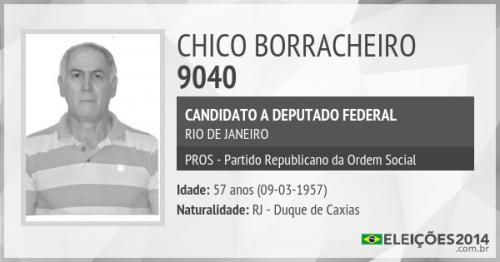 CHICO BORRACHEIRO
9040
CANDIDATO A DEPUTADO FEDERAL
RIO DE JANEIRO
PROS - Partido Republicano da Ordem Social
Idade: 57 anos (09-03-1957)
Naturalidade: RJ - Duque de Caxias
ELEIÇÕES2014
.com.br